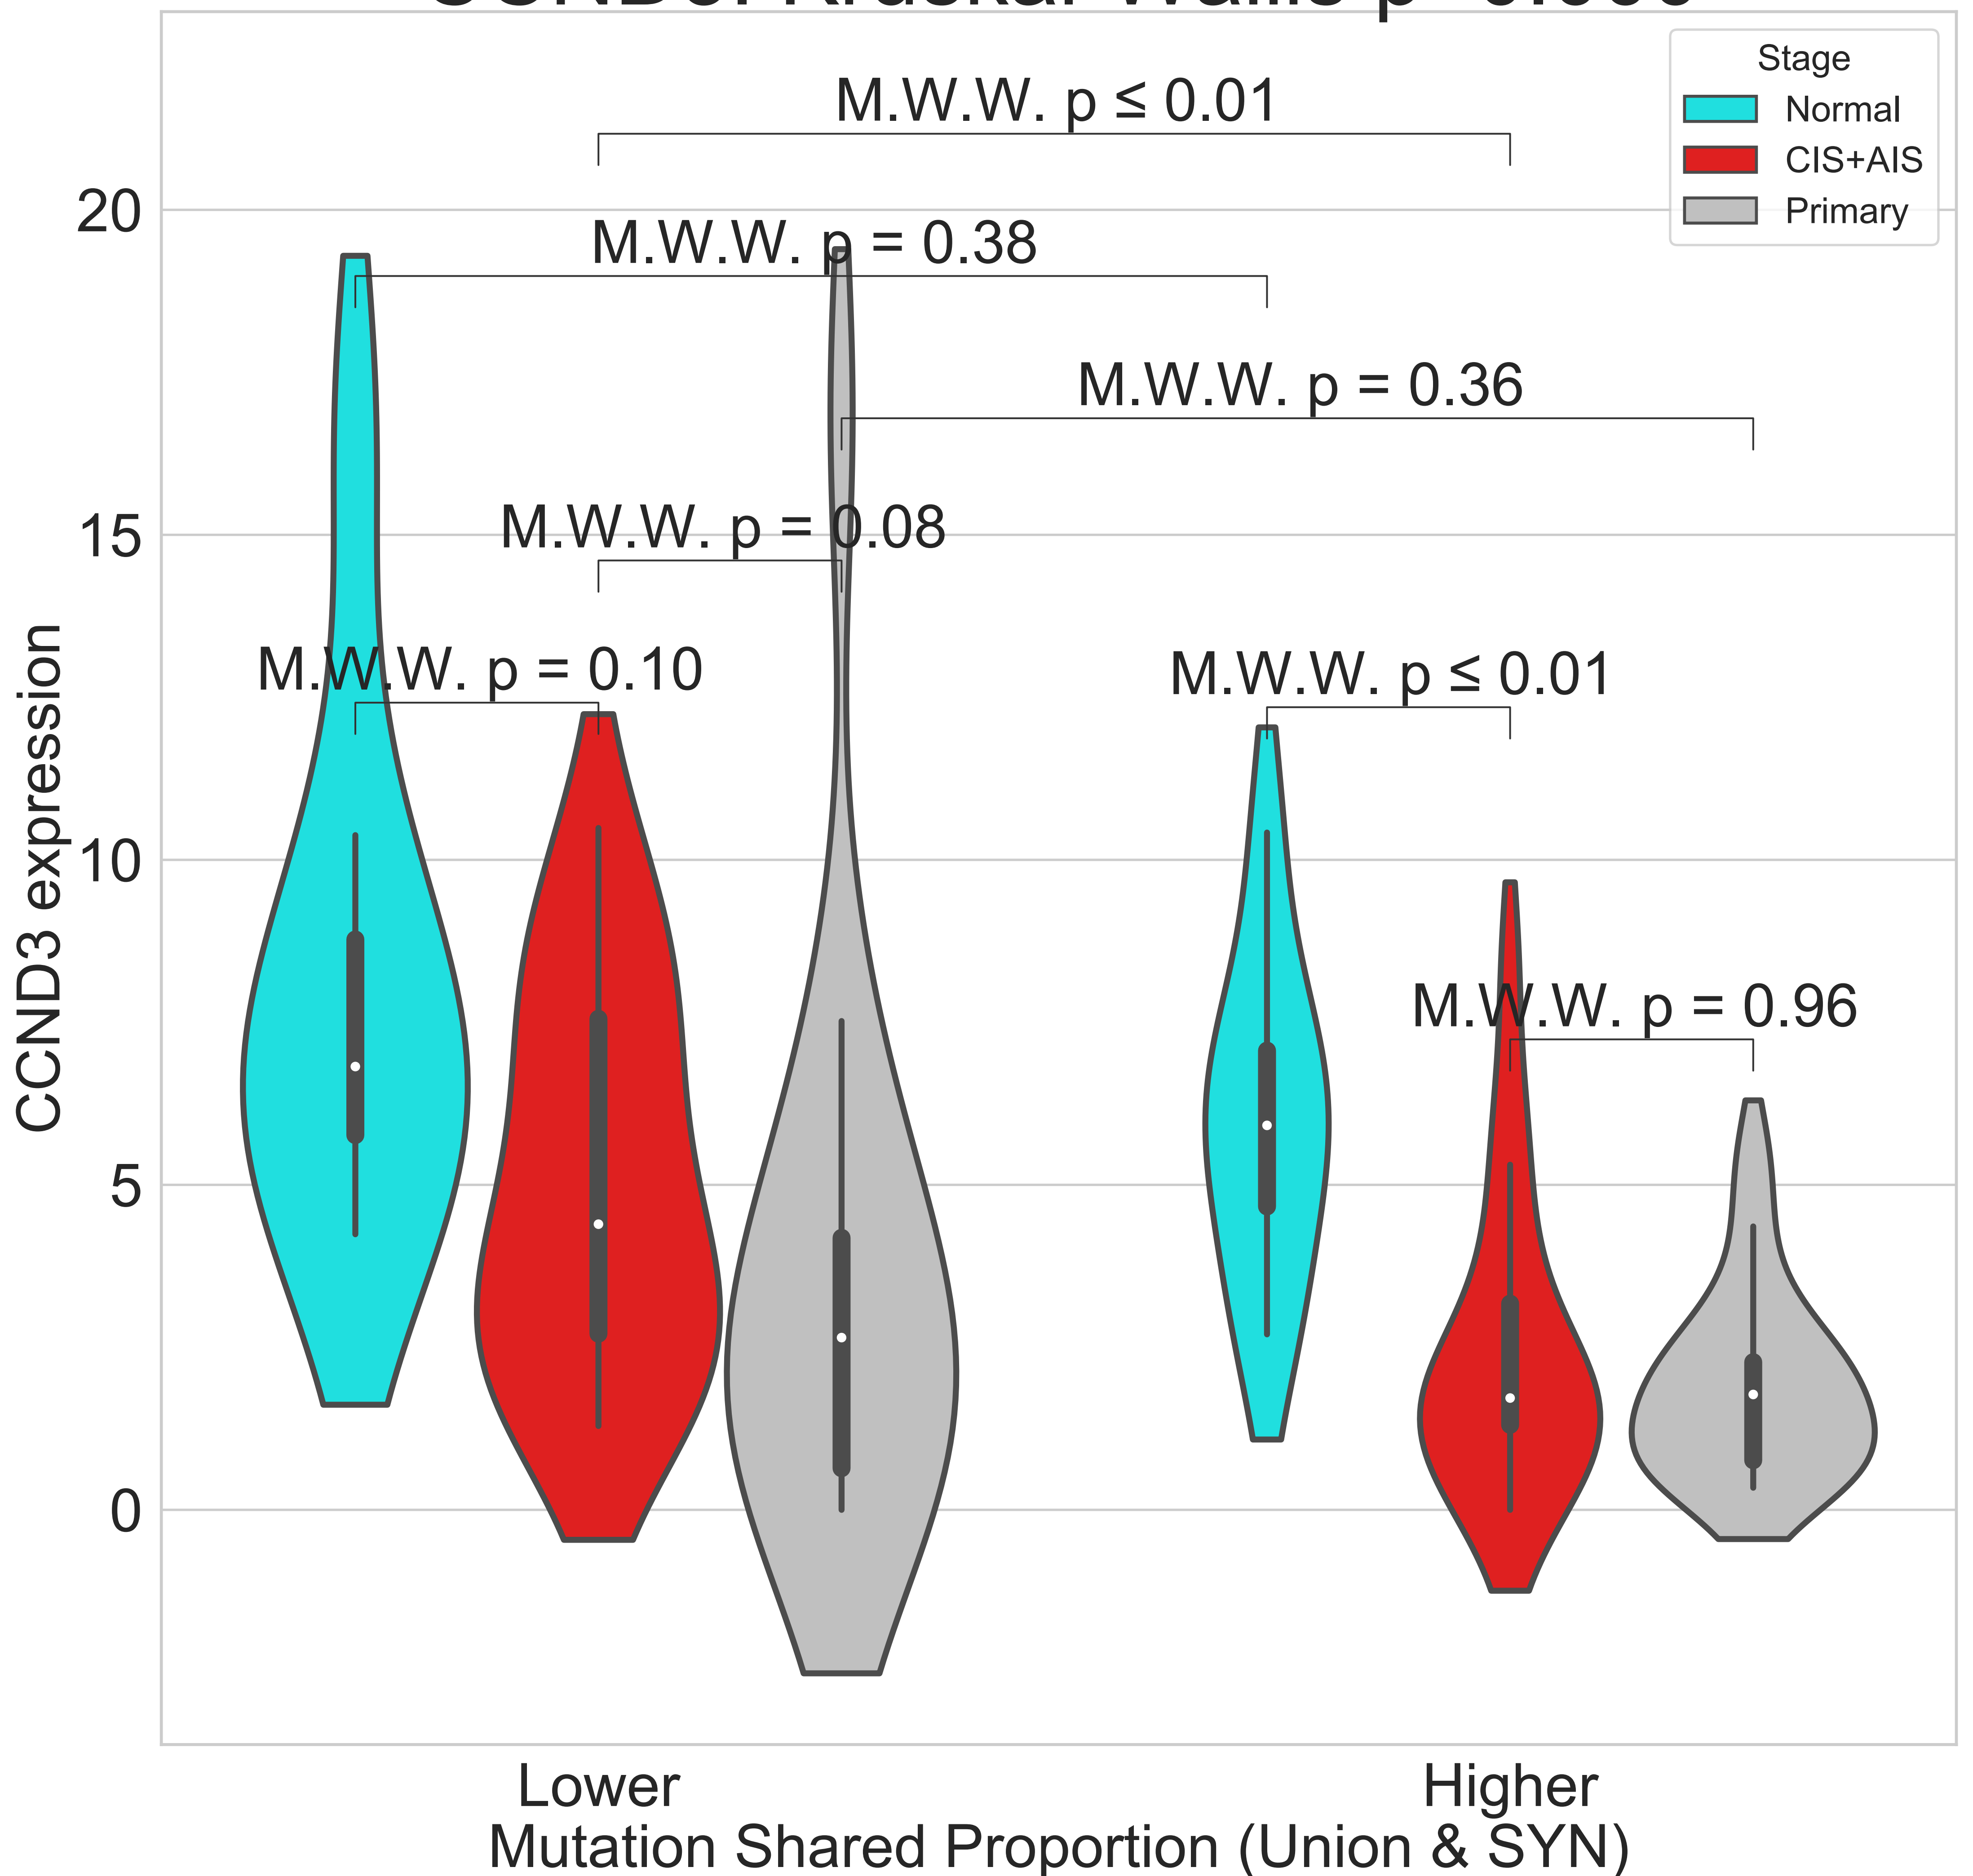 Stage
Normal
CIS+AIS
Primary
M.W.W. p ≤ 0.01
M.W.W. p = 0.38
M.W.W. p = 0.36
M.W.W. p = 0.08
M.W.W. p = 0.10
M.W.W. p ≤ 0.01
M.W.W. p = 0.96
CCND3 expression
20
15
10
5
0
Lower
Higher
Mutation Shared Proportion (Union & SYN)